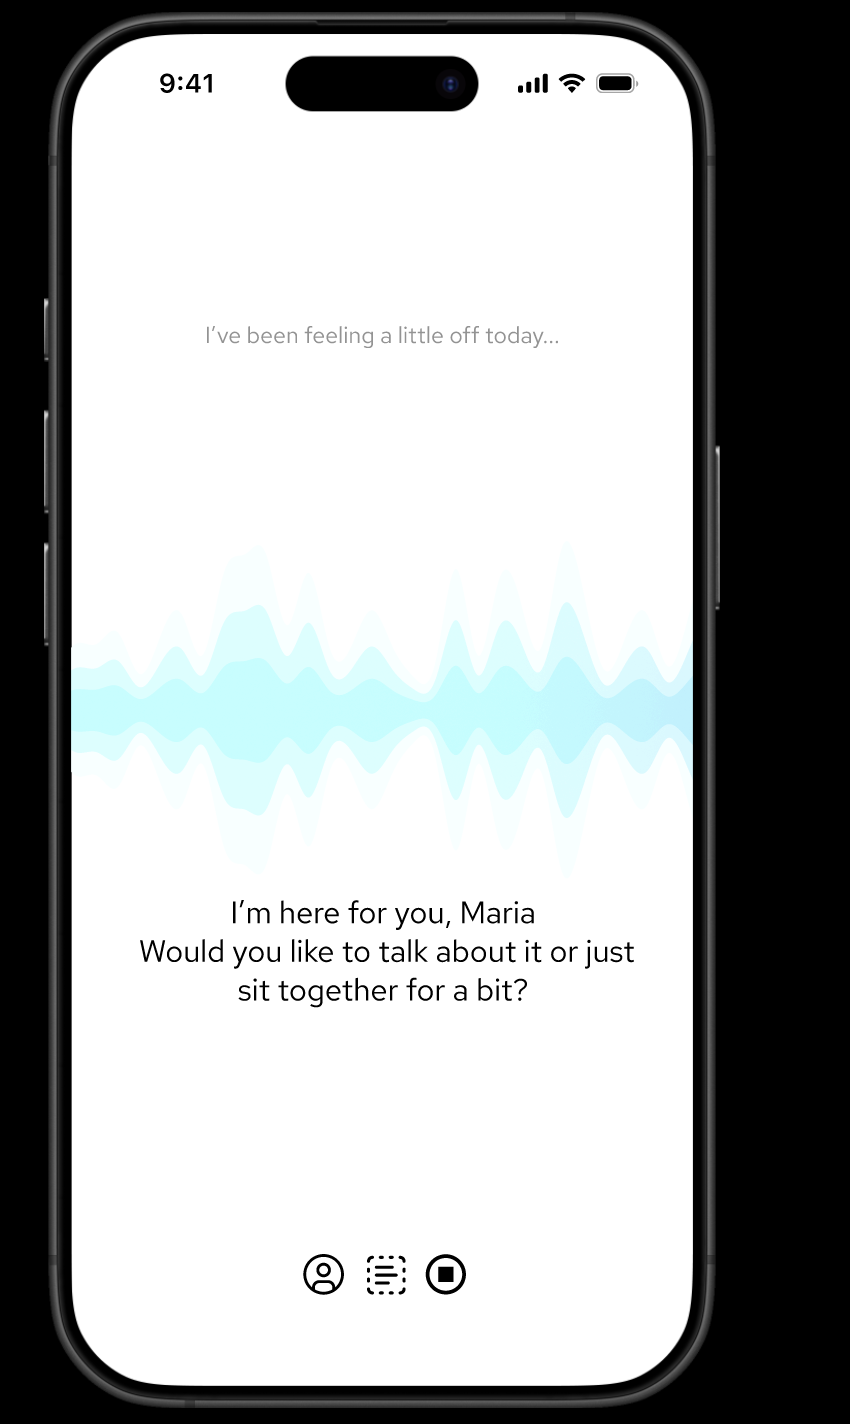 9:41
I’ve been feeling a little off today...
I’m here for you, Maria
Would you like to talk about it or just
sit together for a bit?